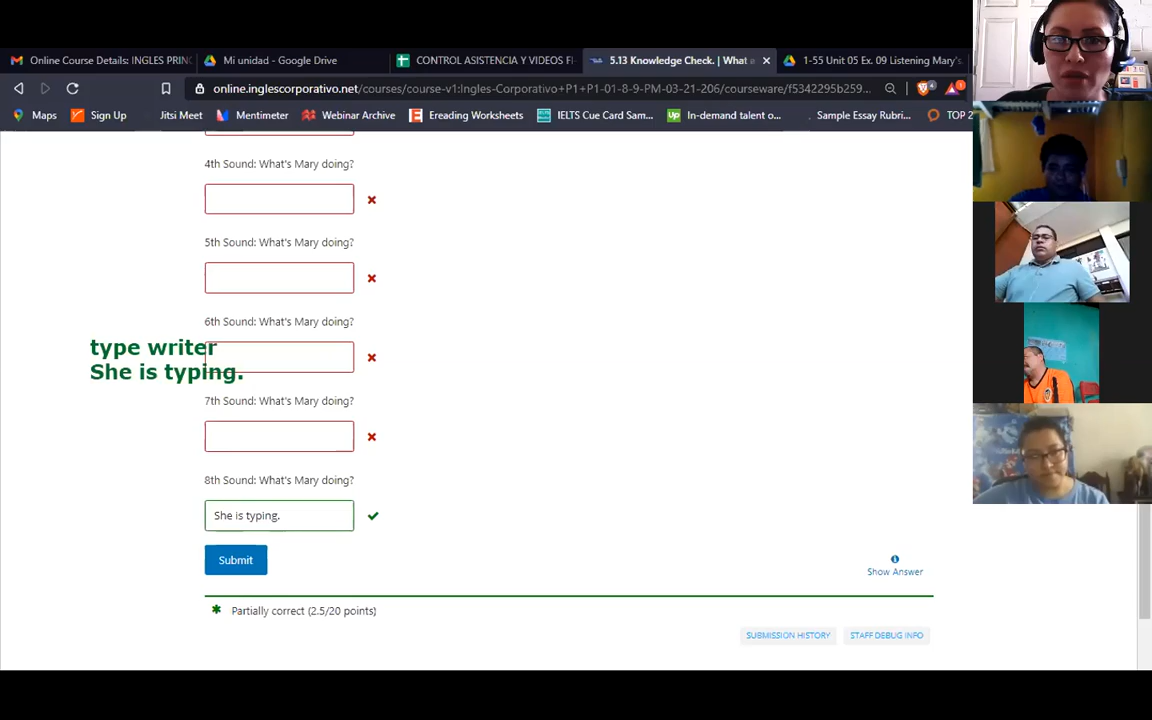 Online Course Details: INGLES PRINC
Mi unidad - Google Drive
CONTROL ASISTENCIA Y VIDEOS FI
5.13 Knowledge Check. | What a
1-55 Unit 05 Ex. 09 Listening Mary's.
online.inglescorporativo.net/courses/course-v1:Ingles-Corporativo+P1+P1-01-8-9-PM-03-21-206/courseware/f5342295b259...
Maps
Sign Up
Jitsi Meet
Mentimeter
Webinar Archive
Ereading Worksheets
IELTS Cue Card Sam...
In-demand talent o...
Sample Essay Rubri...
TOP 2
4th Sound: What's Mary doing?
5th Sound: What's Mary doing?
6th Sound: What's Mary doing?
type writer
She is typing.
7th Sound: What's Mary doing?
8th Sound: What's Mary doing?
She is typing.
Submit
Show Answer
Partially correct (2.5/20 points)
SUBMISSION HISTORY
STAFF DEBUG INFO